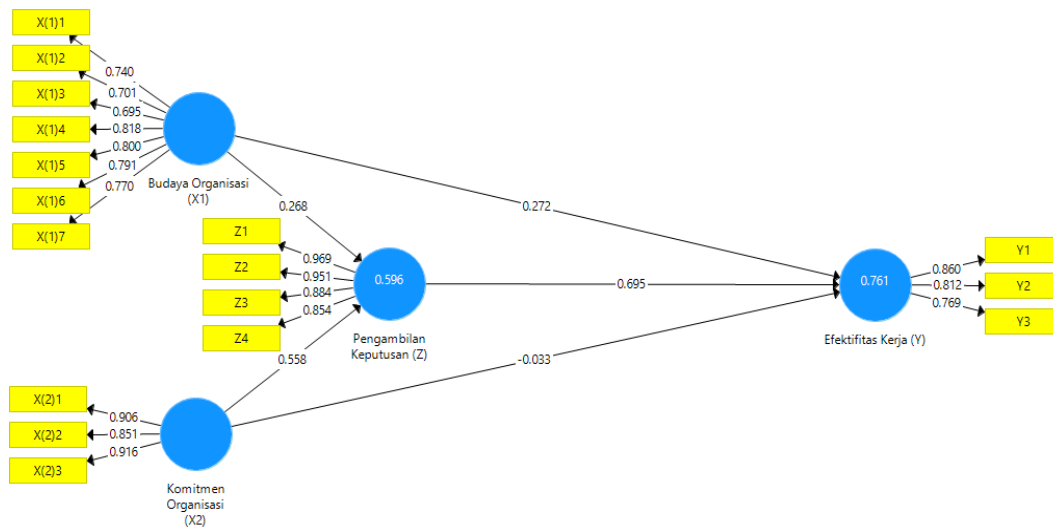 X(1)1
X(1)2
X(1)3
X(1)4
X(1)5
X(1)6
X(1)7
0.740
0.701
0.695
0.818
0.800
0.791
0.770
Budaya Organisasi
(X1)
0.268
0.272
Z1
Z2
Z3
Z4
0.969
0.951
0.884
0.854
0.596
Pengambilan
Keputusan (Z)
0.695
0.558
-0.033
0.761
Efektifitas Kerja (Y)
0.860
0.812
0.769
Y1
Y2
Y3
X(2)1
X(2)2
X(2)3
0.906
0.851
0.916
Komitmen
Organisasi
(X2)